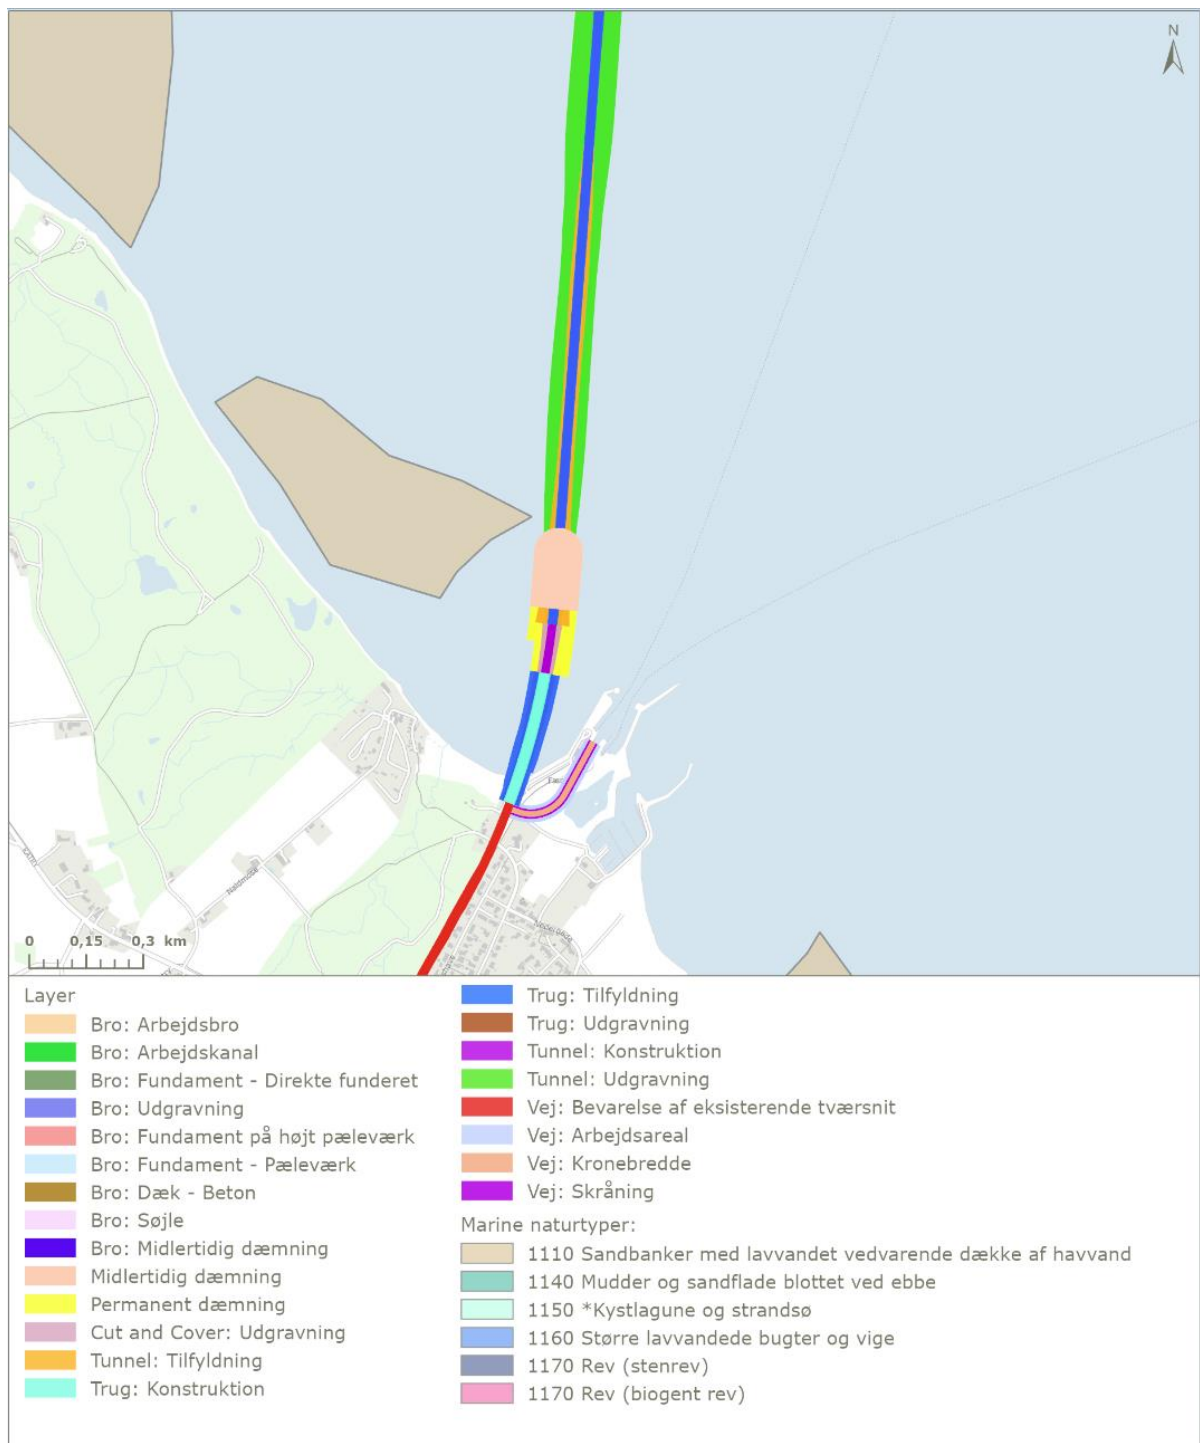 N
0 0,15 0,3 km
Layer
Bro: Arbejdsbro
Bro: Arbejdskanal
Bro: Fundament - Direkte funderet
Bro: Udgravning
Bro: Fundament på højt pæleværk
Bro: Fundament - Pæleværk
Bro: Dæk - Beton
Bro: Søjle
Bro: Midlertidig dæmning
Midlertidig dæmning
Permanent dæmning
Cut and Cover: Udgravning
Tunnel: Tilfyldning
Trug: Konstruktion
Trug: Tilfyldning
Trug: Udgravning
Tunnel: Konstruktion
Tunnel: Udgravning
Vej: Bevarelse af eksisterende tværsnit
Vej: Arbejdsareal
Vej: Kronebredde
Vej: Skråning
Marine naturtyper:
1110 Sandbanker med lavvandet vedvarende dække af havvand
1140 Mudder og sandflade blottet ved ebbe
1150 *Kystlagune og strandsø
1160 Større lavvandede bugter og vige
1170 Rev (stenrev)
1170 Rev (biogent rev)